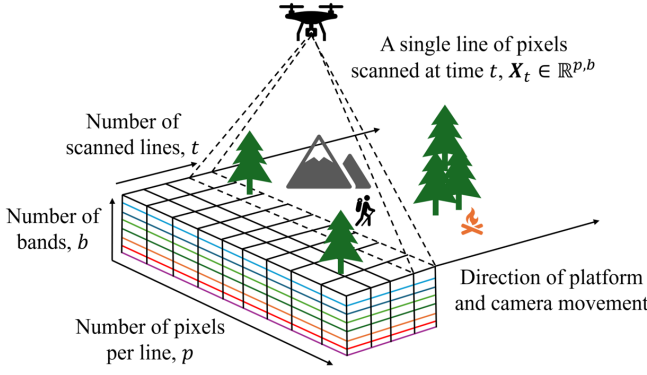 A single line of pixels
scanned at time t, X_t ∈ ℝ^{p,b}
Number of
scanned lines, t
Number of
bands, b
Direction of platform
and camera movement
Number of pixels
per line, p